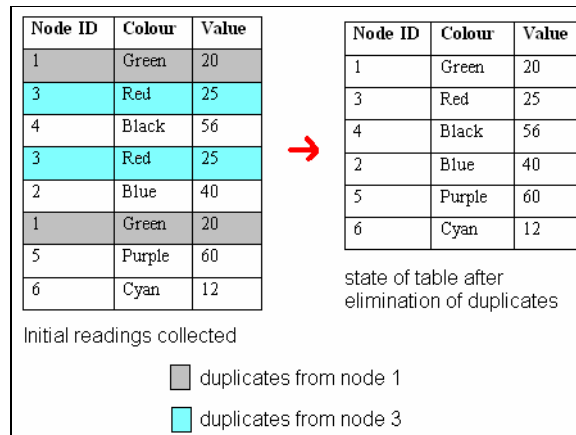 Node ID Colour Value
1 Green 20
3 Red 25
4 Black 56
3 Red 25
2 Blue 40
1 Green 20
5 Purple 60
6 Cyan 12
Initial readings collected
Node ID Colour Value
1 Green 20
3 Red 25
4 Black 56
2 Blue 40
5 Purple 60
6 Cyan 12
state of table after
elimination of duplicates
duplicates from node 1
duplicates from node 3